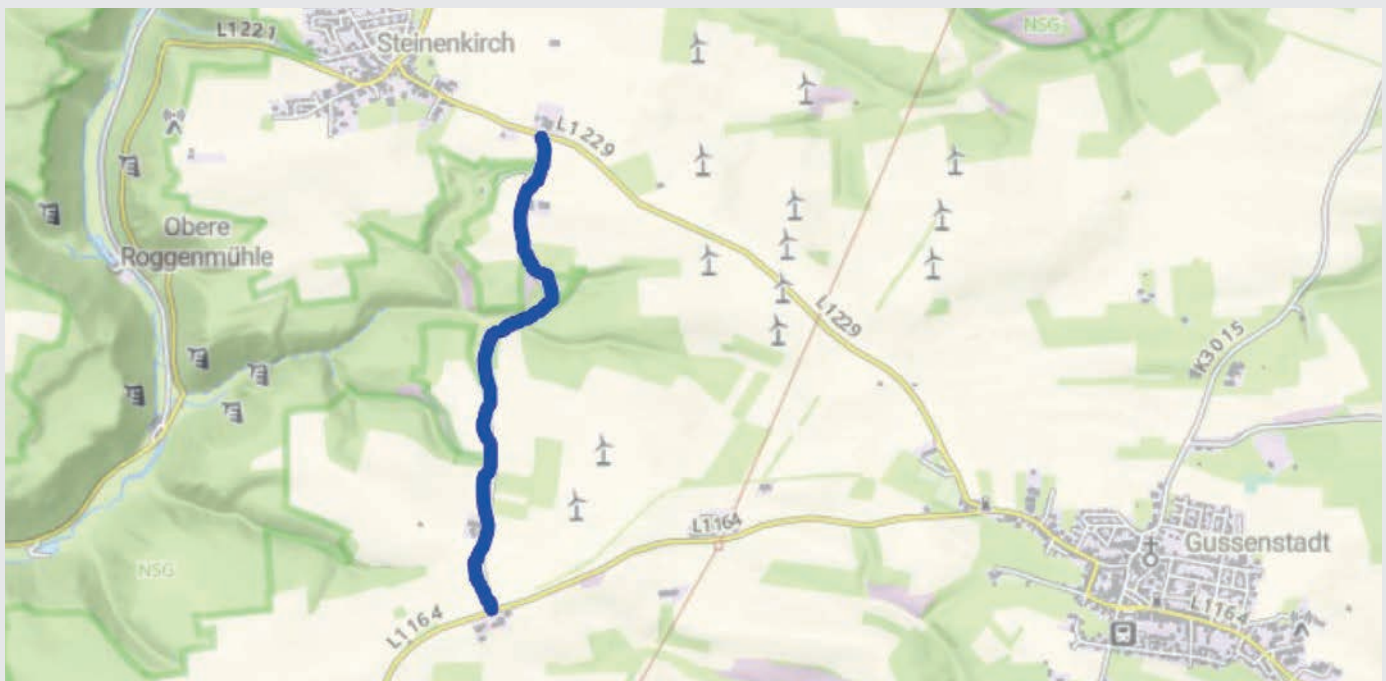 L1221
Steinenkirch
NSG
L1229
Obere
Roggenmühle
L1229
K3015
L1164
Gussenstadt
NSG
L1164
L1164